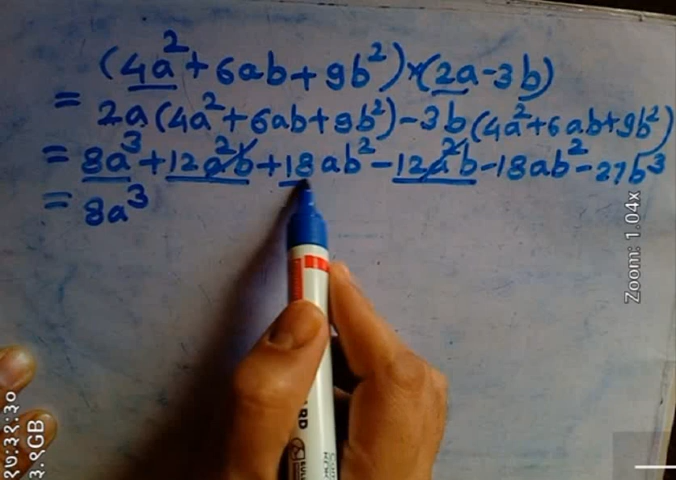 (4a² + 6ab + 9b²) × (2a - 3b)
= 2a (4a² + 6ab + 9b²) - 3b (4a² + 6ab + 9b²)
= 8a³ + 12a²b + 18ab² - 12a²b - 18ab² - 27b³
= 8a³
Zoom: 1.04x